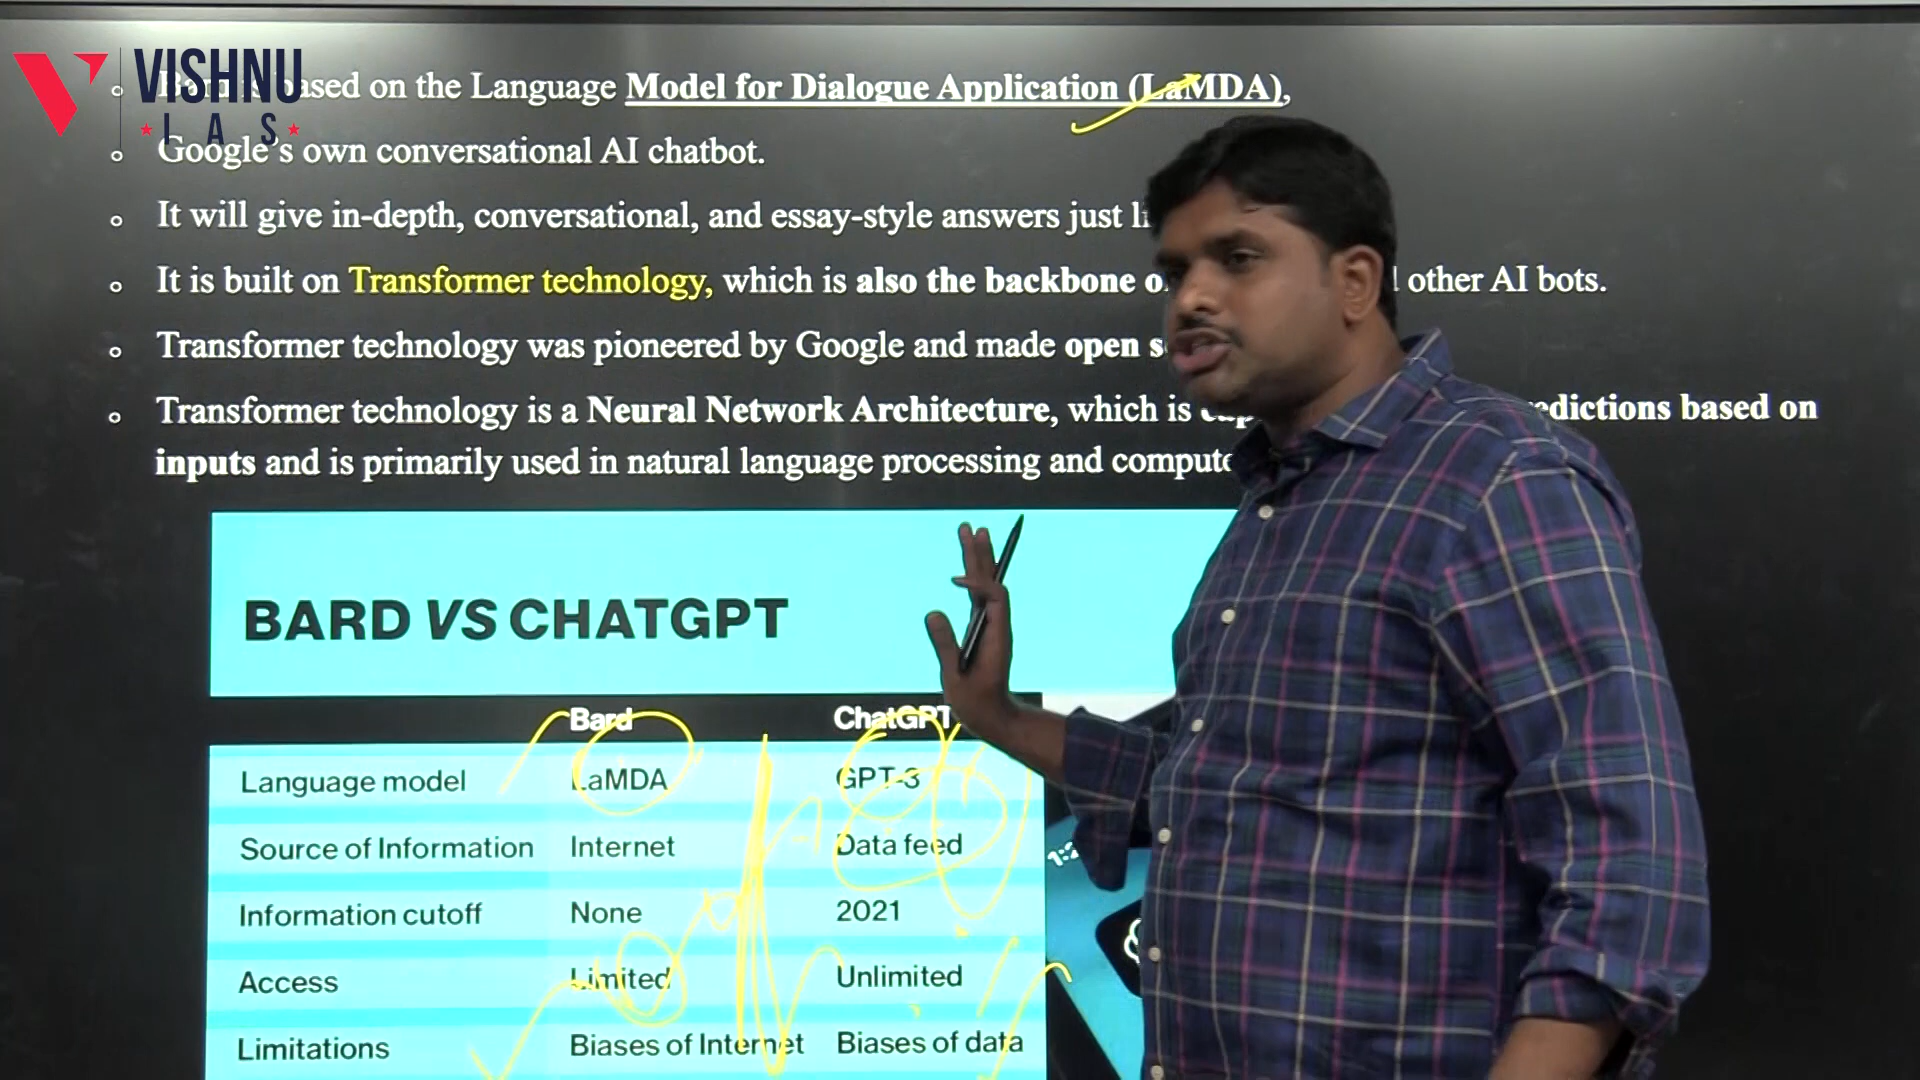 VISHNU
IAS
Bard is based on the Language Model for Dialogue Application (LaMDA),
Google's own conversational AI chatbot.
It will give in-depth, conversational, and essay-style answers just
It is built on Transformer technology, which is also the backbone other AI bots.
Transformer technology was pioneered by Google and made open
Transformer technology is a Neural Network Architecture, which is based on
inputs and is primarily used in natural language processing and
BARD VS CHATGPT
Bard ChatGPT
Language model LaMDA GPT-3
Source of Information Internet Data feed
Information cutoff None 2021
Access Limited Unlimited
Limitations Biases of Internet Biases of data